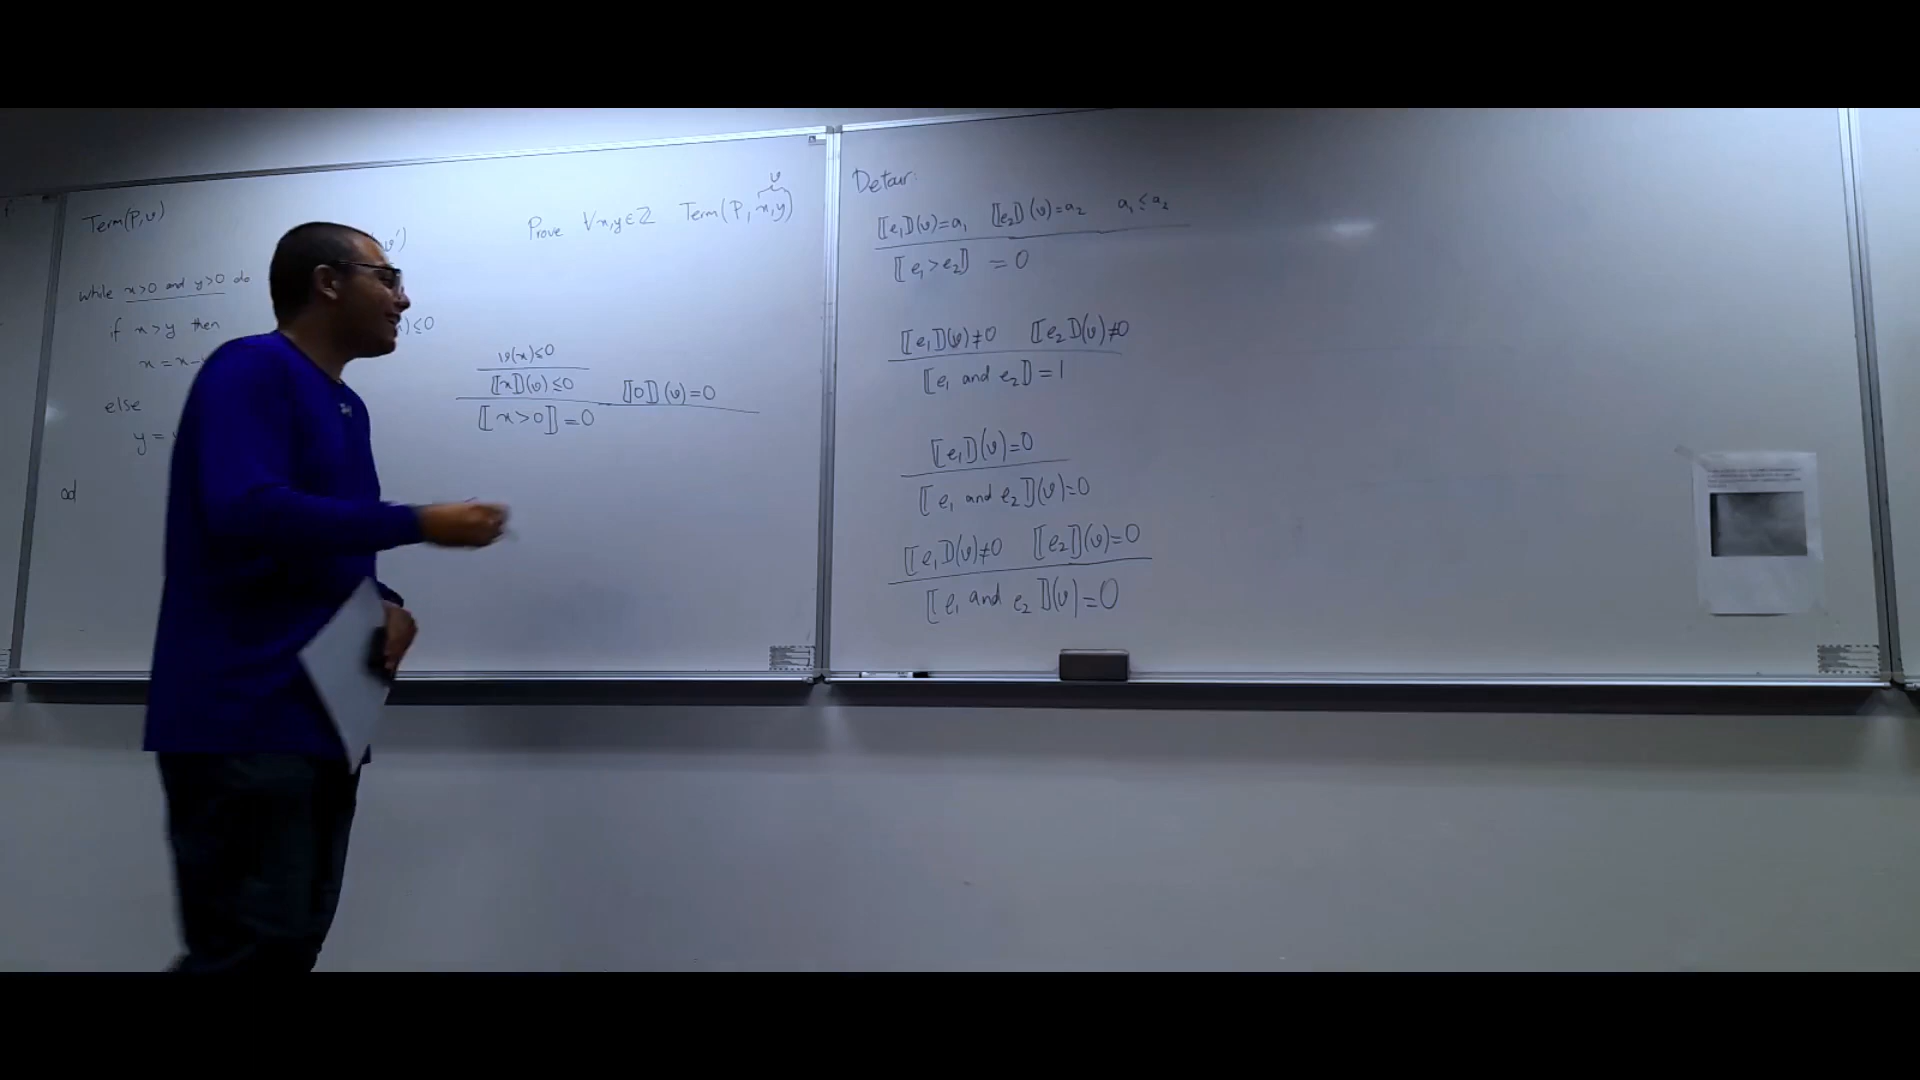 Term(P,v)
v')
Prove ∀x,y∈ℤ Term(P, x,y)
v
while x>0 and y>0 do
if x>y then
x = x-
else
y =
od
)≤0
v(x)≤0
⟦x⟧(v)≤0 ⟦0⟧(v)=0
⟦x>0⟧=0
Detour:
⟦e₁⟧(v)=a₁ ⟦e₂⟧(v)=a₂ a₁≤a₂
⟦e₁>e₂⟧ =0
⟦e₁⟧(v)≠0 ⟦e₂⟧(v)≠0
⟦e₁ and e₂⟧=1
⟦e₁⟧(v)=0
⟦e₁ and e₂⟧(v)=0
⟦e₁⟧(v)≠0 ⟦e₂⟧(v)=0
⟦e₁ and e₂⟧(v)=0